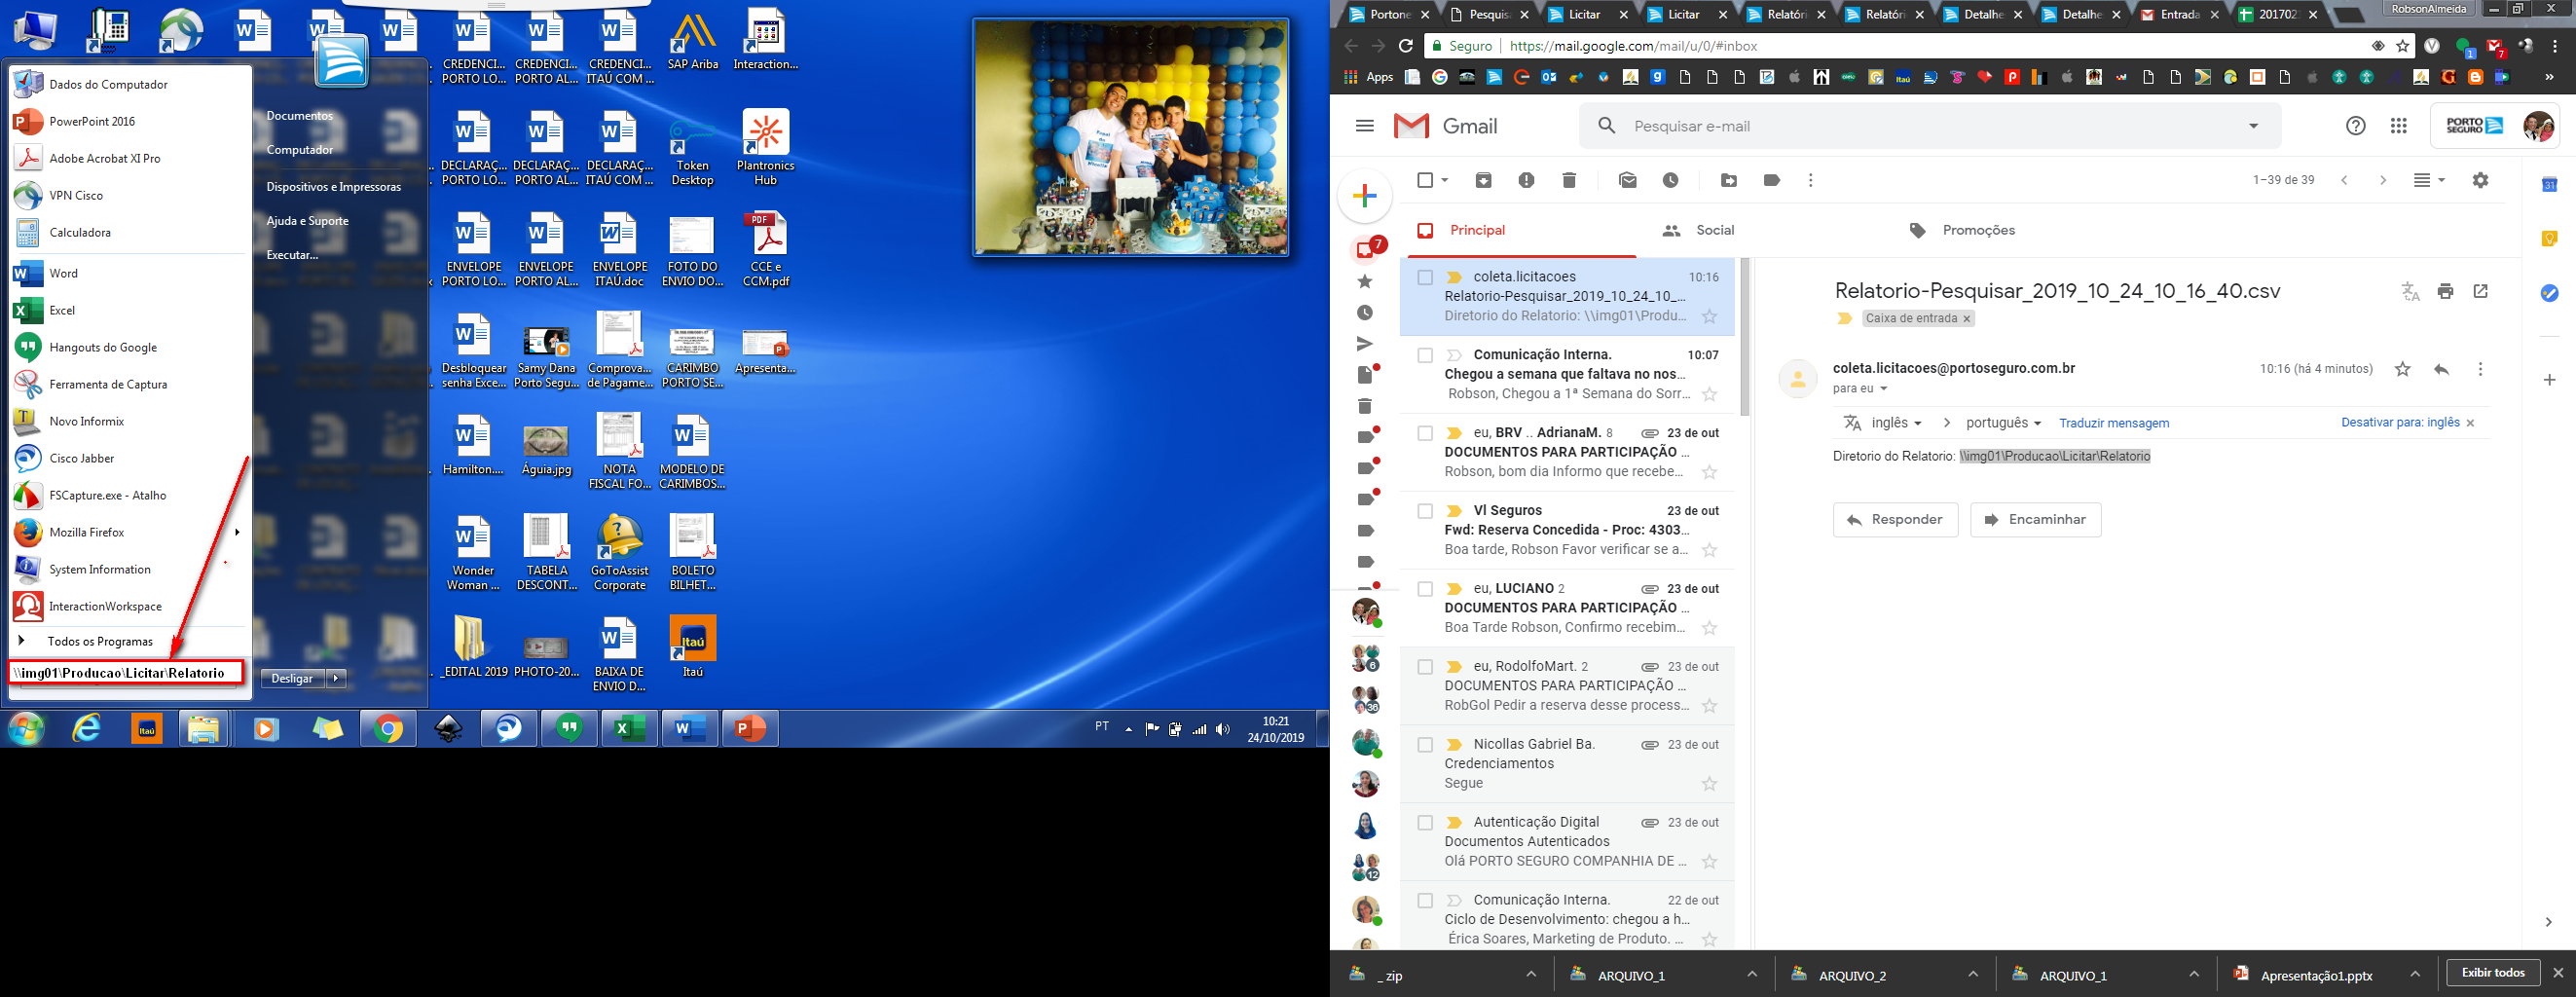 CREDENCI...
PORTO LO...
CREDENCI...
PORTO AL...
CREDENCI...
ITAÚ COM ...
SAP Ariba
Interaction...
DECLARAÇ...
PORTO LO...
DECLARAÇ...
PORTO AL...
DECLARAÇ...
ITAÚ COM ...
Token
Desktop
Plantronics
Hub
ENVELOPE
PORTO LO...
ENVELOPE
PORTO AL...
ENVELOPE
ITAÚ.doc
FOTO DO
ENVIO DO...
PDF
CCE e
CCM.pdf
Desbloquear
senha Exce...
Samy Dana
Porto Segu...
Comprova...
de Pagame...
CARIMBO
PORTO SE...
Apresenta...
Hamilton....
Águia.jpg
NOTA
FISCAL FO...
MODELO DE
CARIMBOS...
Wonder
Woman ...
TABELA
DESCONT...
GoToAssist
Corporate
BOLETO
BILHET...
_EDITAL 2019
PHOTO-20...
BAIXA DE
ENVIO D...
Itaú
Itaú
Dados do Computador
PowerPoint 2016
Adobe Acrobat XI Pro
VPN Cisco
Calculadora
Word
Excel
Hangouts do Google
Ferramenta de Captura
Novo Informix
Cisco Jabber
FSCapture.exe - Atalho
Mozilla Firefox
System Information
InteractionWorkspace
Todos os Programas
\\img01\Producao\Licitar\Relatorio
Documentos
Computador
Dispositivos e Impressoras
Ajuda e Suporte
Executar...
Desligar
Itaú
PT
10:21
24/10/2019
Portone
Pesquis
Licitar
Licitar
Relatóri
Relatóri
Detalhe
Detalhe
Entrada
201702
RobsonAlmeida
Seguro
https://mail.google.com/mail/u/0/#inbox
Apps
Gmail
Pesquisar e-mail
PORTO
SEGURO
1–39 de 39
7
Principal
Social
Promoções
coleta.licitacoes 10:16
Relatorio-Pesquisar_2019_10_24_10_...
Diretorio do Relatorio: \\img01\Produ...
Comunicação Interna. 10:07
Chegou a semana que faltava no nos...
Robson, Chegou a 1ª Semana do Sorr...
eu, BRV .. AdrianaM. 8 23 de out
DOCUMENTOS PARA PARTICIPAÇÃO ...
Robson, bom dia Informo que recebe...
Vl Seguros 23 de out
Fwd: Reserva Concedida - Proc: 4303...
Boa tarde, Robson Favor verificar se a...
eu, LUCIANO 2 23 de out
DOCUMENTOS PARA PARTICIPAÇÃO ...
Boa Tarde Robson, Confirmo recebim...
eu, RodolfoMart. 2 23 de out
DOCUMENTOS PARA PARTICIPAÇÃO ...
RobGol Pedir a reserva desse process...
Nicollas Gabriel Ba. 23 de out
Credenciamentos
Segue
Autenticação Digital 23 de out
Documentos Autenticados
Olá PORTO SEGURO COMPANHIA DE ...
Comunicação Interna. 22 de out
Ciclo de Desenvolvimento: chegou a h...
Érica Soares, Marketing de Produto. ...
6
36
12
Relatorio-Pesquisar_2019_10_24_10_16_40.csv
Caixa de entrada
coleta.licitacoes@portoseguro.com.br
10:16 (há 4 minutos)
para eu
inglês
português
Traduzir mensagem
Desativar para: inglês
Diretorio do Relatorio: \\img01\Producao\Licitar\Relatorio
Responder
Encaminhar
31
_ zip
ARQUIVO_1
ARQUIVO_2
ARQUIVO_1
Apresentação1.pptx
Exibir todos